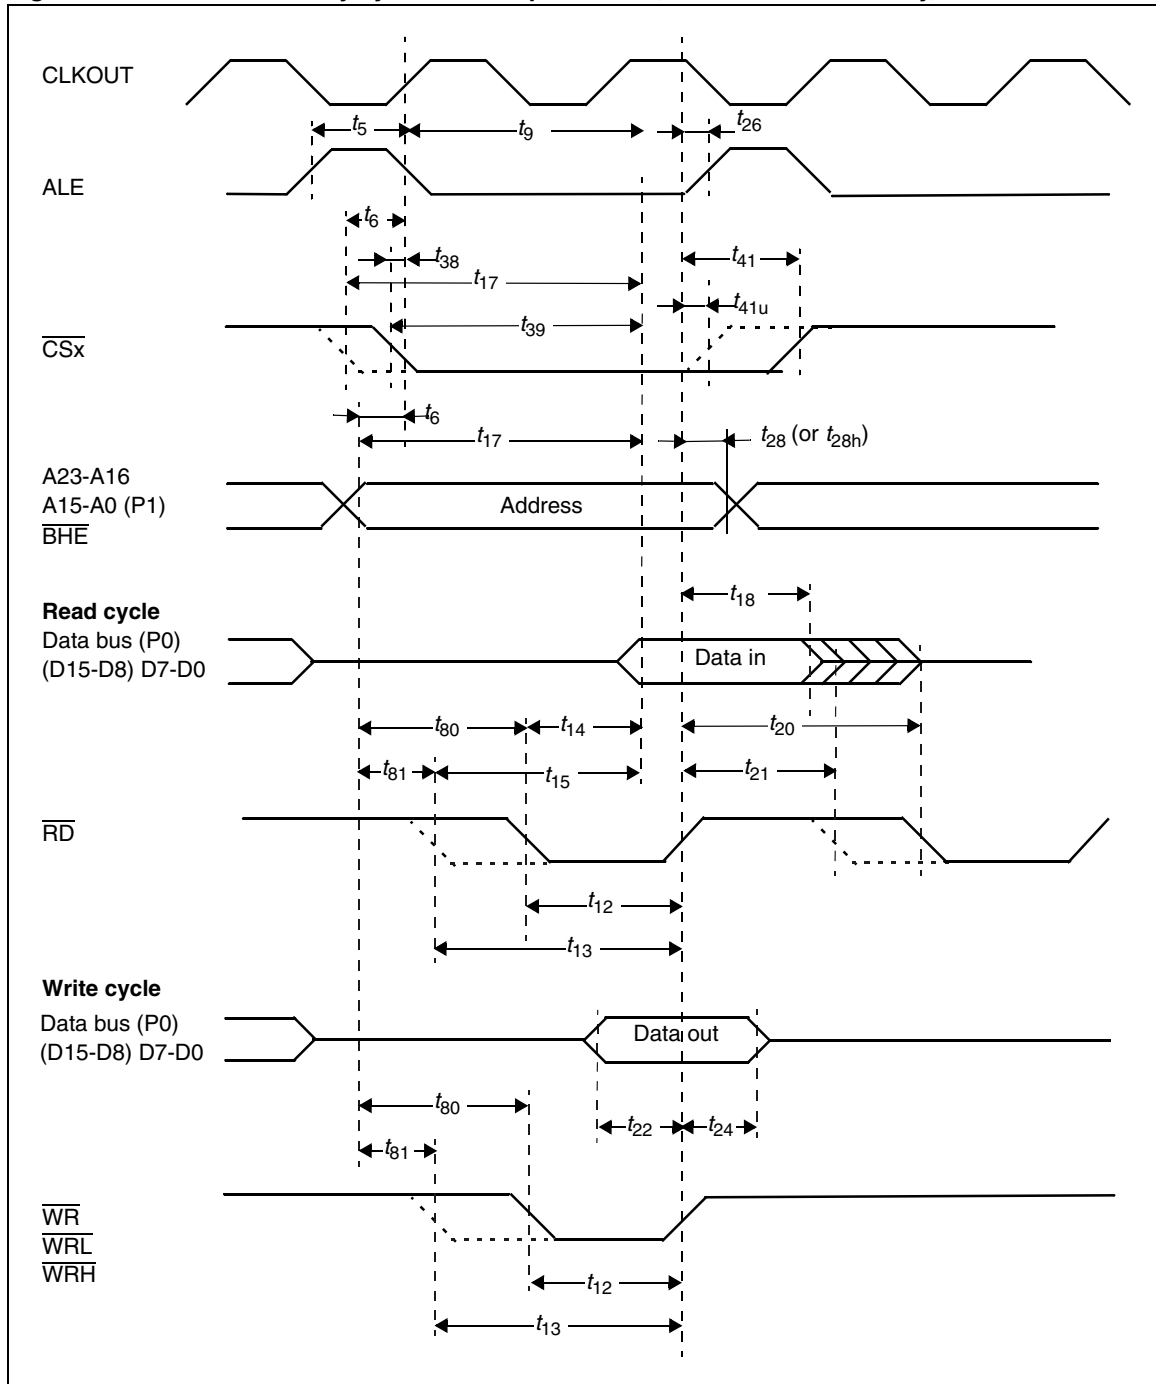 CLKOUT
t5
t9
t26
ALE
t6
t38
t17
t41
t41u
t39
CSx
t6
t17
t28 (or t28h)
A23-A16
A15-A0 (P1)
BHE
Address
t18
Read cycle
Data bus (P0)
(D15-D8) D7-D0
Data in
t80
t14
t20
t81
t15
t21
RD
t12
t13
Write cycle
Data bus (P0)
(D15-D8) D7-D0
Data out
t80
t22
t24
t81
WR
WRL
WRH
t12
t13